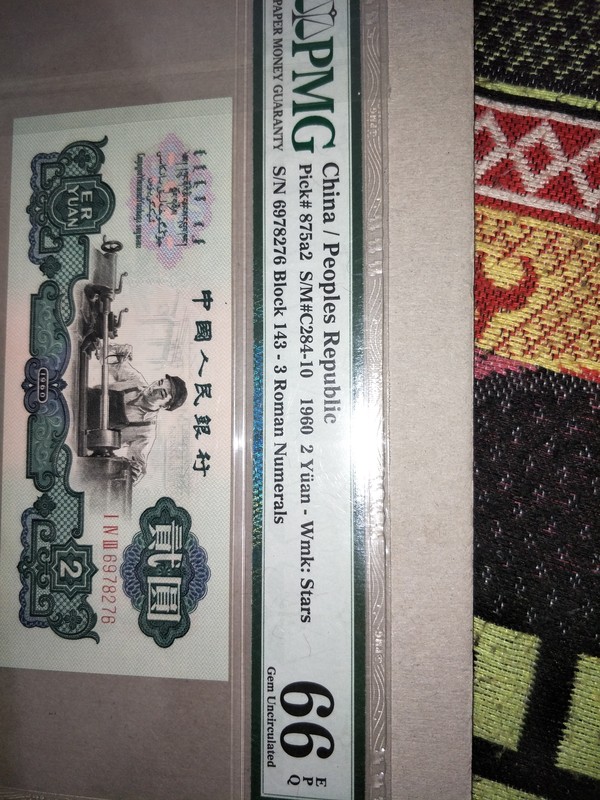 PMG
PAPER MONEY GUARANTY
China / Peoples Republic
Pick# 875a2 S/M#C284-10 1960 2 Yüan - Wmk: Stars
S/N 6978276 Block 143 - 3 Roman Numerals
66 EPQ
Gem Uncirculated
中國人民銀行
ER
YUAN
1960
貳圓
I Ⅳ Ⅲ 6978276
2